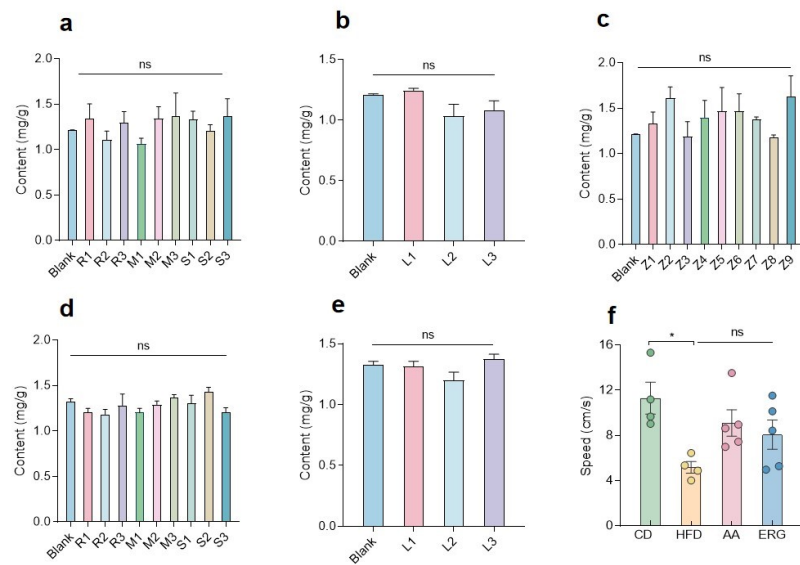 a
ns
Content (mg/g)
2.0
1.5
1.0
0.5
0.0
Blank R1 R2 R3 M1 M2 M3 S1 S2 S3
b
ns
Content (mg/g)
1.5
1.0
0.5
0.0
Blank L1 L2 L3
c
ns
Content (mg/g)
2.0
1.5
1.0
0.5
0.0
Blank Z1 Z2 Z3 Z4 Z5 Z6 Z7 Z8 Z9
d
ns
Content (mg/g)
2.0
1.5
1.0
0.5
0.0
Blank R1 R2 R3 M1 M2 M3 S1 S2 S3
e
ns
Content (mg/g)
1.5
1.0
0.5
0.0
Blank L1 L2 L3
f
* ns
Speed (cm/s)
16
12
8
4
0
CD HFD AA ERG